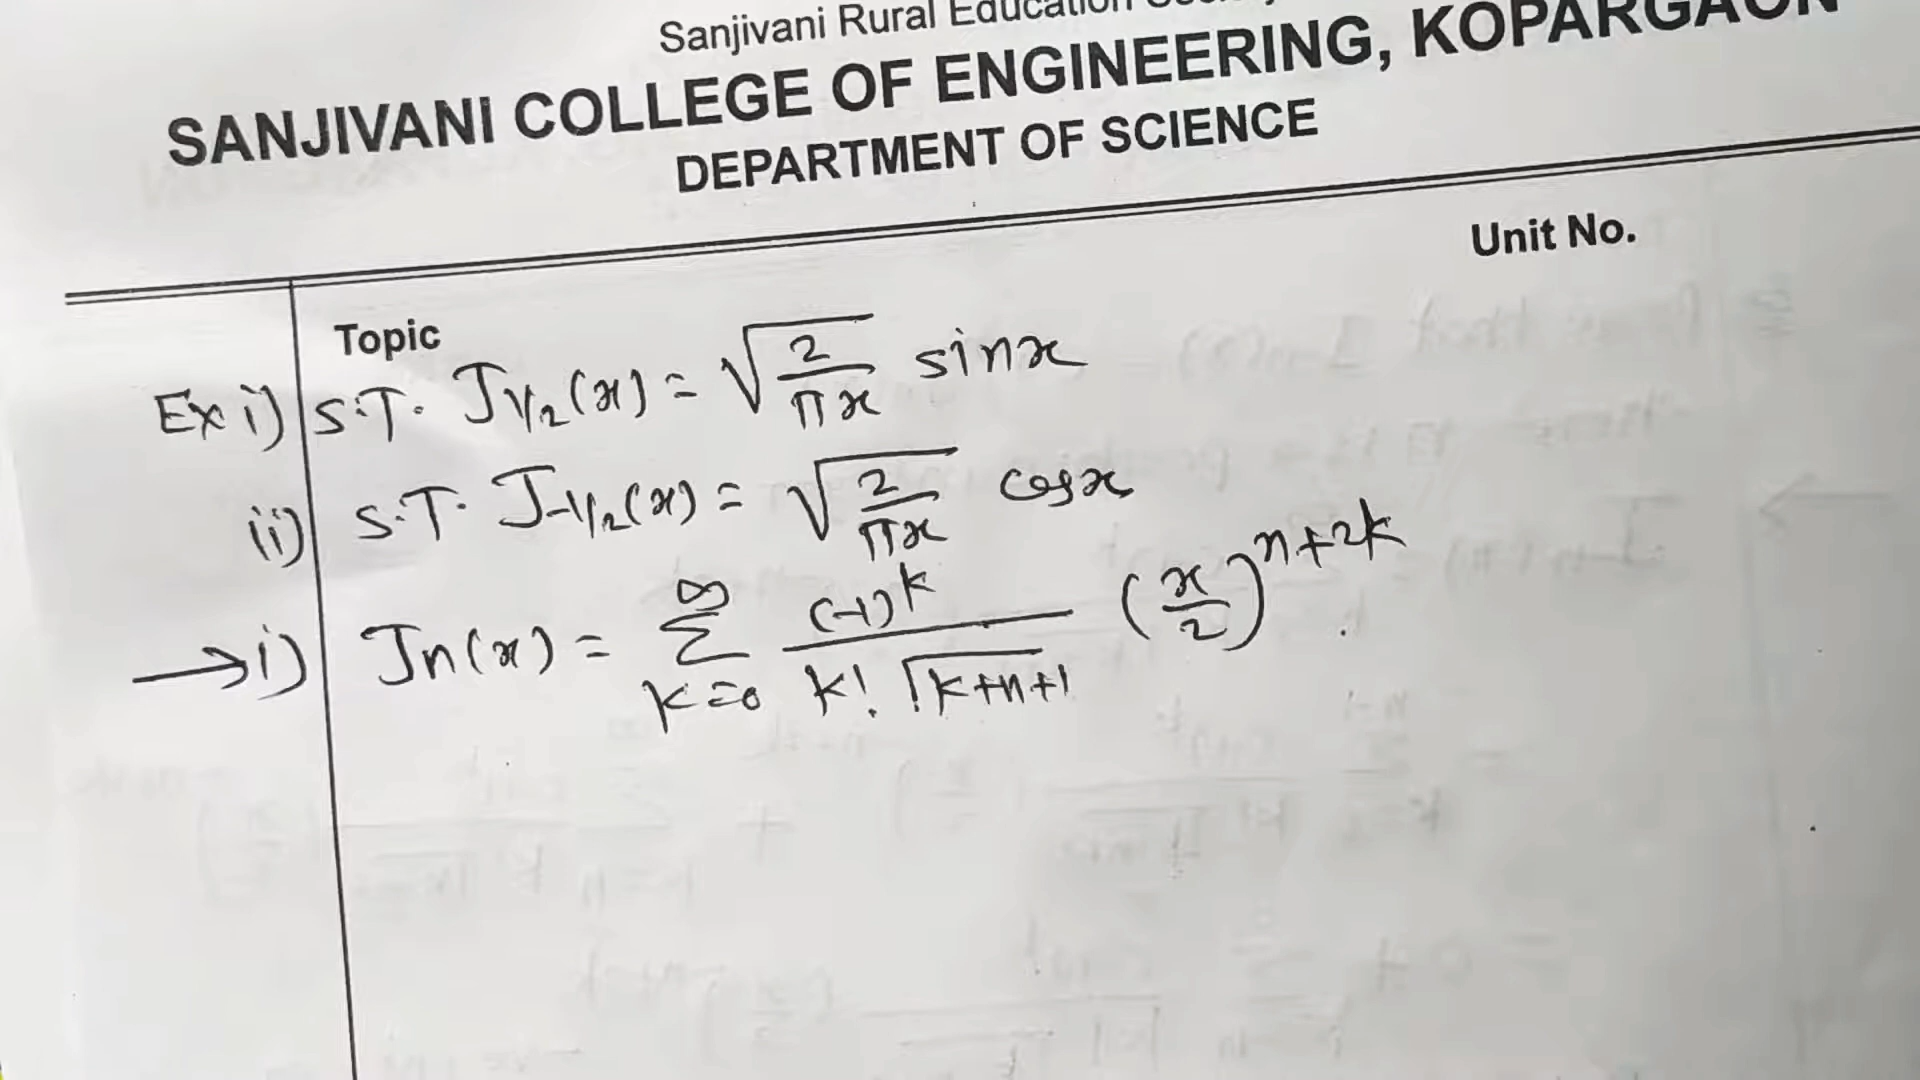 Sanjivani Rural Education
SANJIVANI COLLEGE OF ENGINEERING, KOPARGAON
DEPARTMENT OF SCIENCE
Unit No.
Topic
Ex i) S.T. J1/2(x) = √(2/πx) sinx
ii) S.T. J-1/2(x) = √(2/πx) cosx
→ i) Jn(x) = ∞ Σ k=0 (-1)^k / k! Γk+n+1 (x/2)^n+2k .